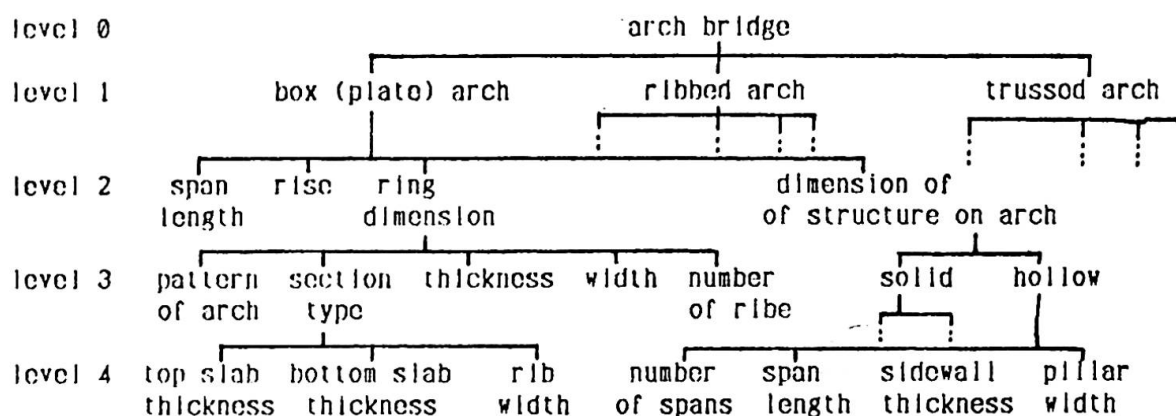 level 0 arch bridge
level 1 box (plate) arch ribbed arch trussed arch
level 2 span rise ring dimension of
length dimension of structure on arch
level 3 pattern section thickness width number solid hollow
of arch type of ribe
level 4 top slab bottom slab rib number span sidewall pillar
thickness thickness width of spans length thickness width